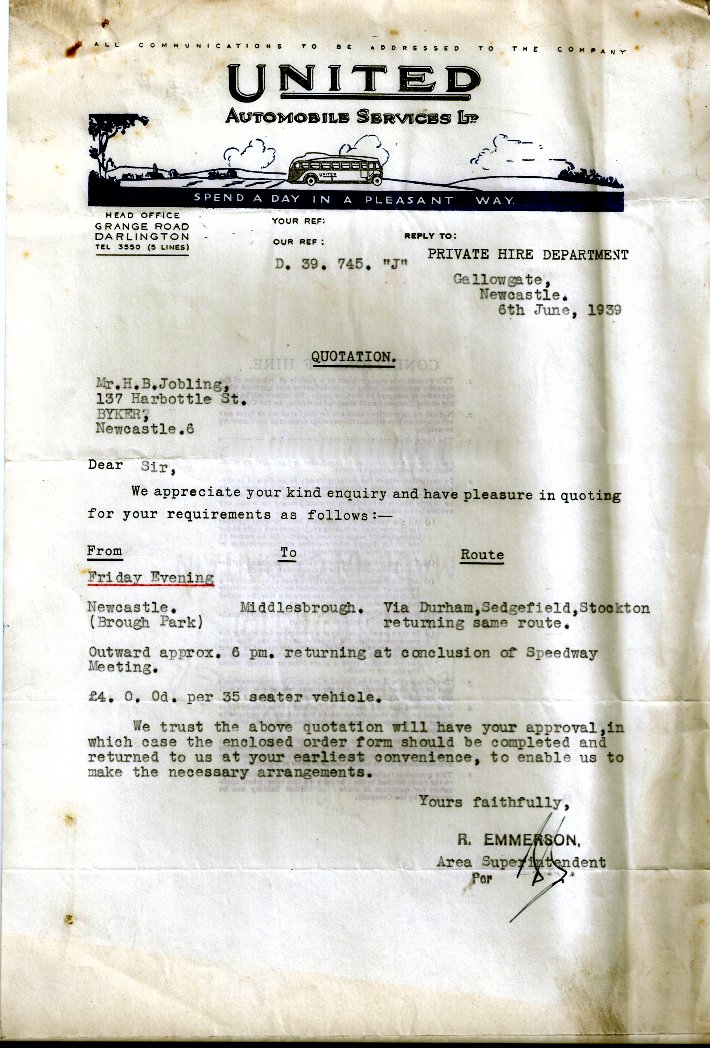 ALL COMMUNICATIONS TO BE ADDRESSED TO THE COMPANY
UNITED
AUTOMOBILE SERVICES LTD
UNITED
SPEND A DAY IN A PLEASANT WAY.
HEAD OFFICE
GRANGE ROAD
DARLINGTON
TEL 3550 (5 LINES)
YOUR REF:
OUR REF:
D. 39. 745. "J"
REPLY TO:
PRIVATE HIRE DEPARTMENT
Gallowgate,
Newcastle.
6th June, 1939
QUOTATION.
Mr.H.B.Jobling,
137 Harbottle St.
BYKER,
Newcastle.6
Dear Sir,
We appreciate your kind enquiry and have pleasure in quoting
for your requirements as follows:—
From To Route
Friday Evening
Newcastle. Middlesbrough. Via Durham,Sedgefield,Stockton
(Brough Park) returning same route.
Outward approx. 6 pm. returning at conclusion of Speedway
Meeting.
£4. 0. 0d. per 35 seater vehicle.
We trust the above quotation will have your approval,in
which case the enclosed order form should be completed and
returned to us at your earliest convenience, to enable us to
make the necessary arrangements.
Yours faithfully,
R. EMMERSON,
Area Superintendent
Per